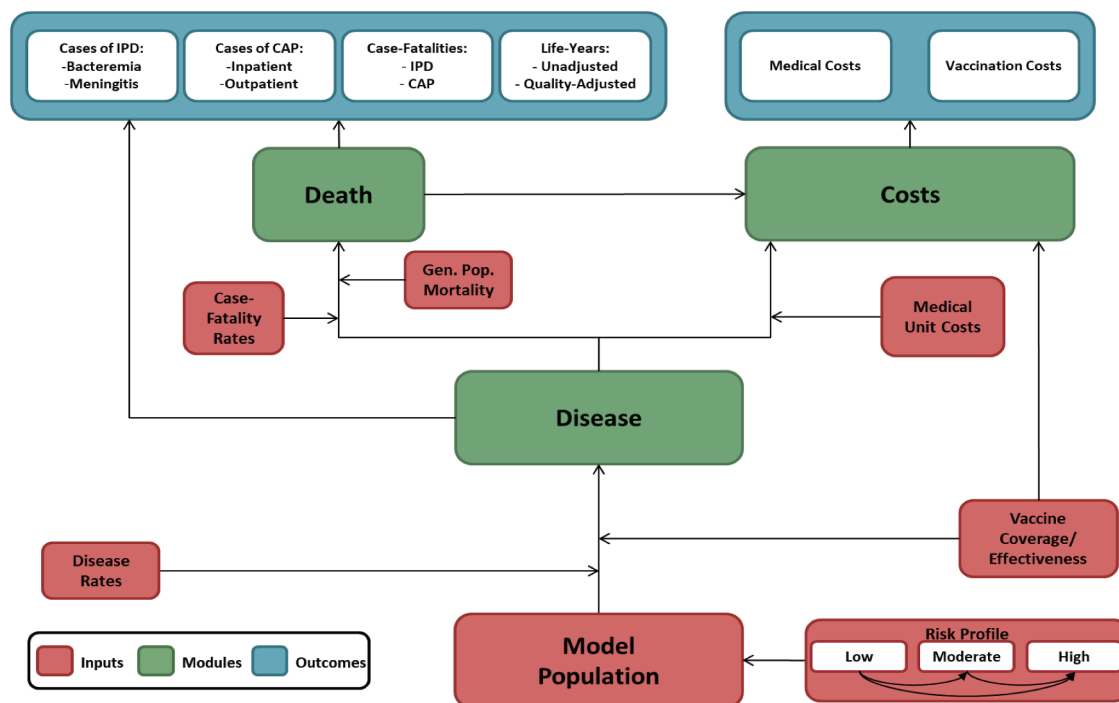 Cases of IPD:
-Bacteremia
-Meningitis
Cases of CAP:
-Inpatient
-Outpatient
Case-Fatalities:
- IPD
- CAP
Life-Years:
- Unadjusted
- Quality-Adjusted
Medical Costs
Vaccination Costs
Death
Costs
Gen. Pop.
Mortality
Case-
Fatality
Rates
Medical
Unit Costs
Disease
Vaccine
Coverage/
Effectiveness
Disease
Rates
Model
Population
Risk Profile
Low
Moderate
High
Inputs
Modules
Outcomes